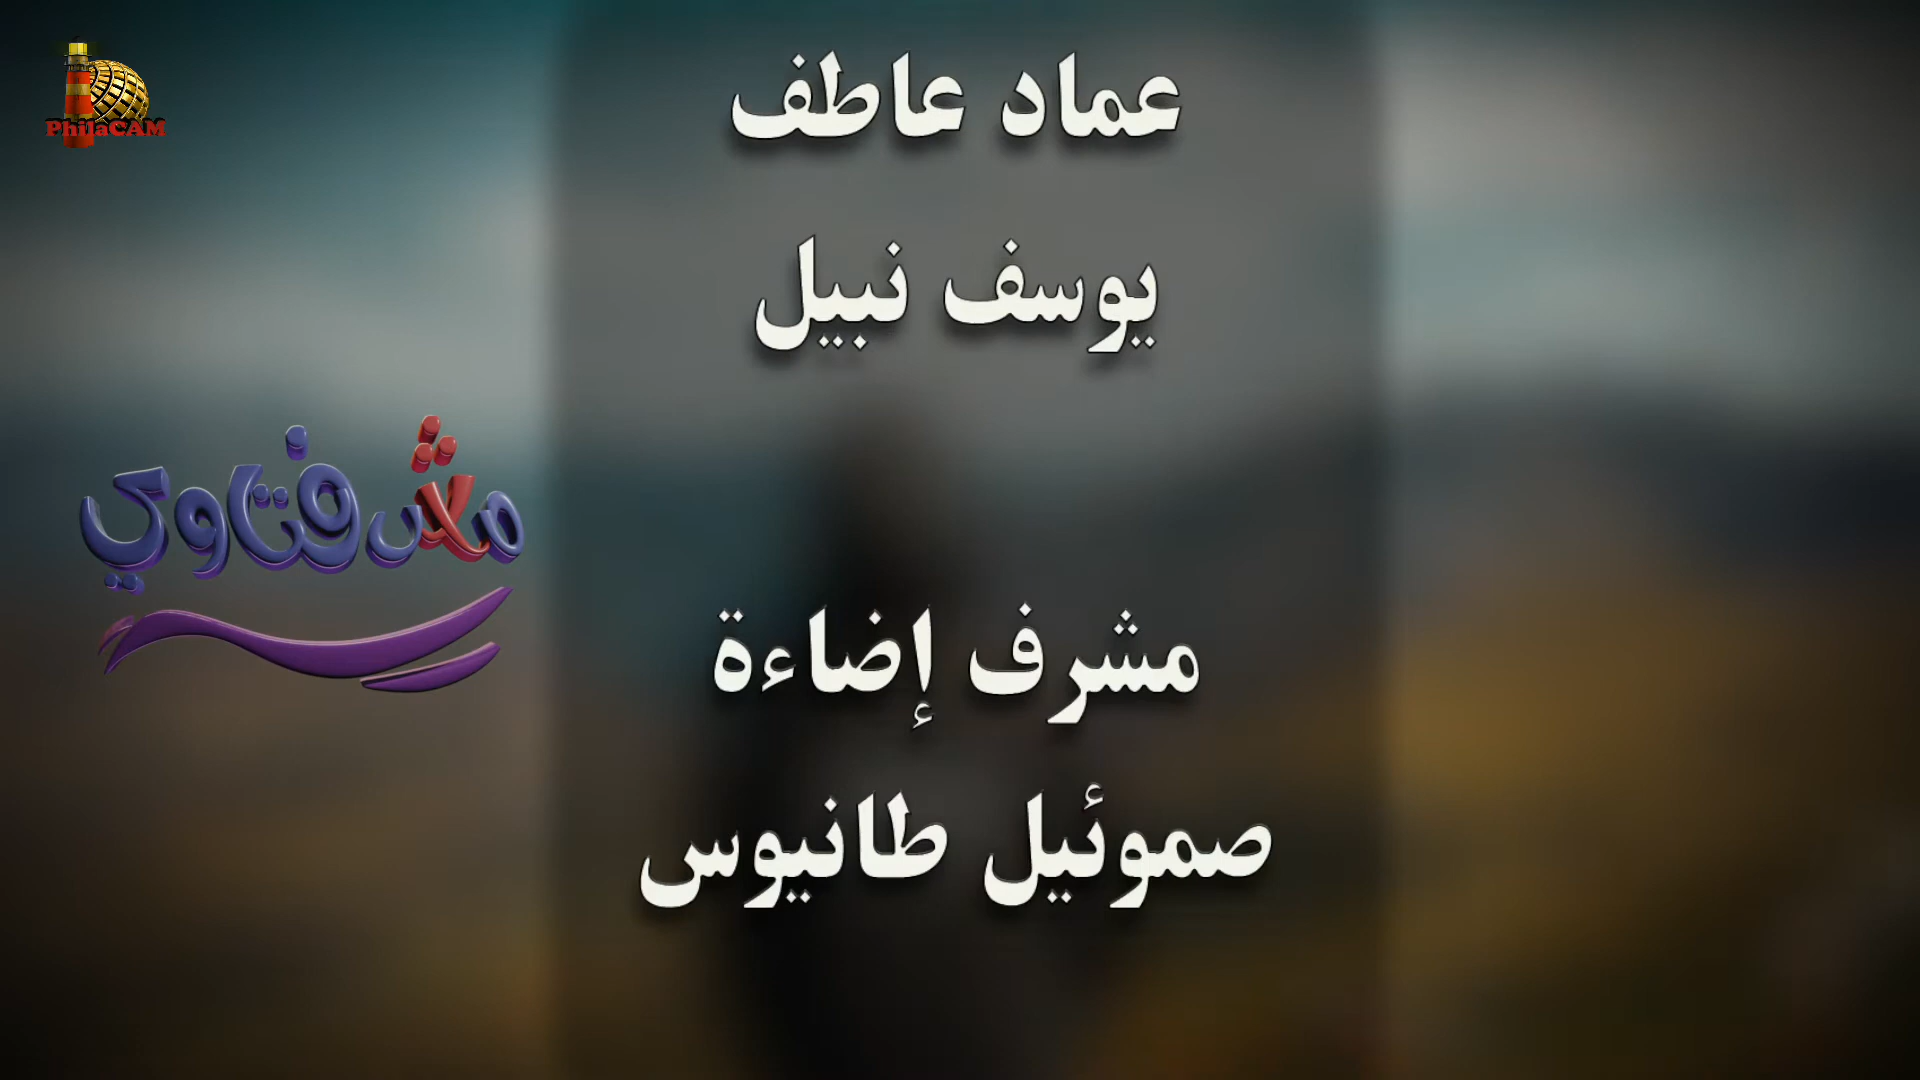 PhilaCAM
عماد عاطف
يوسف نبيل
مش فتاوي
مشرف إضاءة
صموئيل طانيوس